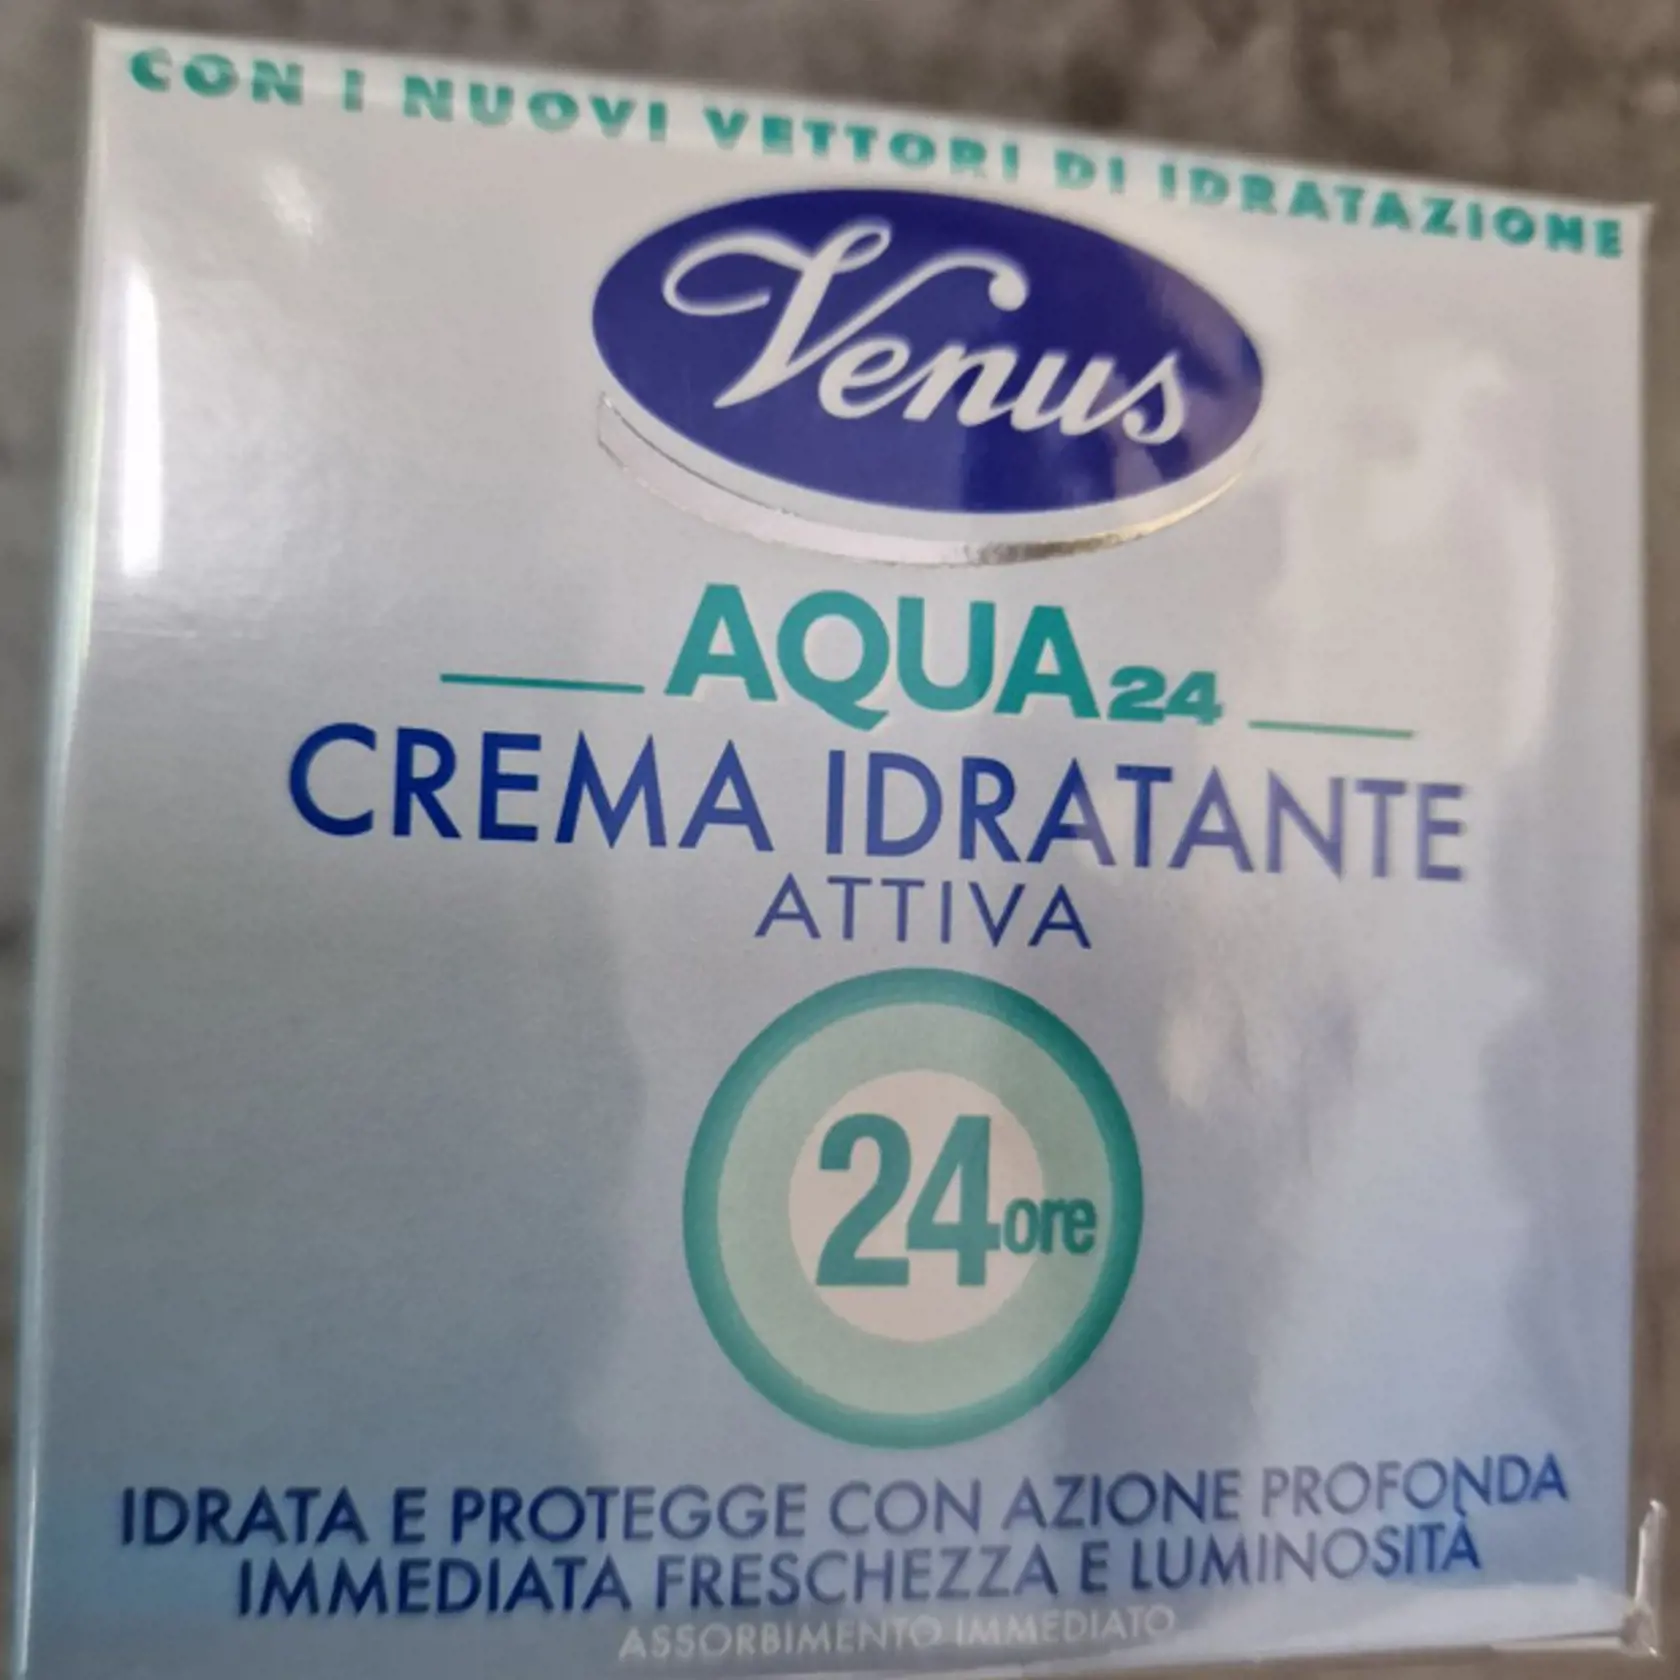 CON I NUOVI VETTORI DI IDRATAZIONE
Venus
AQUA24
CREMA IDRATANTE
ATTIVA
24ore
IDRATA E PROTEGGE CON AZIONE PROFONDA
IMMEDIATA FRESCHEZZA E LUMINOSITÀ
ASSORBIMENTO IMMEDIATO